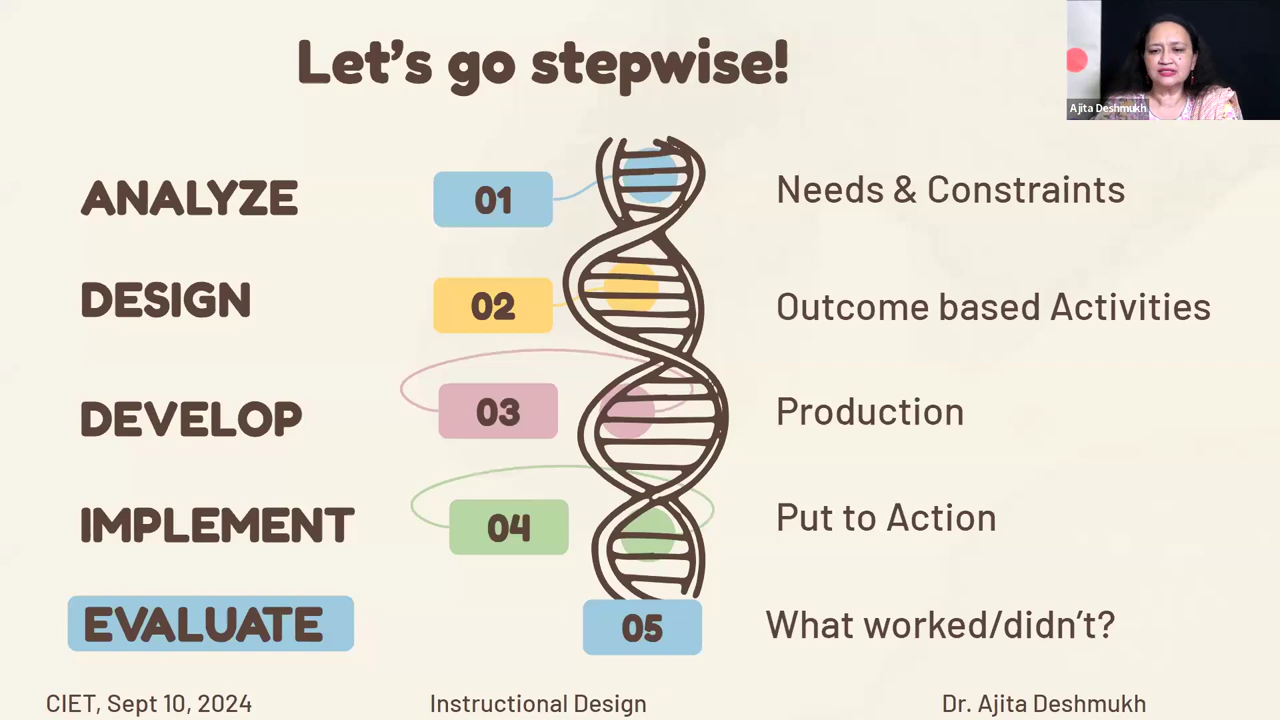 Let's go stepwise!
Ajita Deshmukh
ANALYZE 01 Needs & Constraints
DESIGN 02 Outcome based Activities
DEVELOP 03 Production
IMPLEMENT 04 Put to Action
EVALUATE 05 What worked/didn't?
CIET, Sept 10, 2024 Instructional Design Dr. Ajita Deshmukh